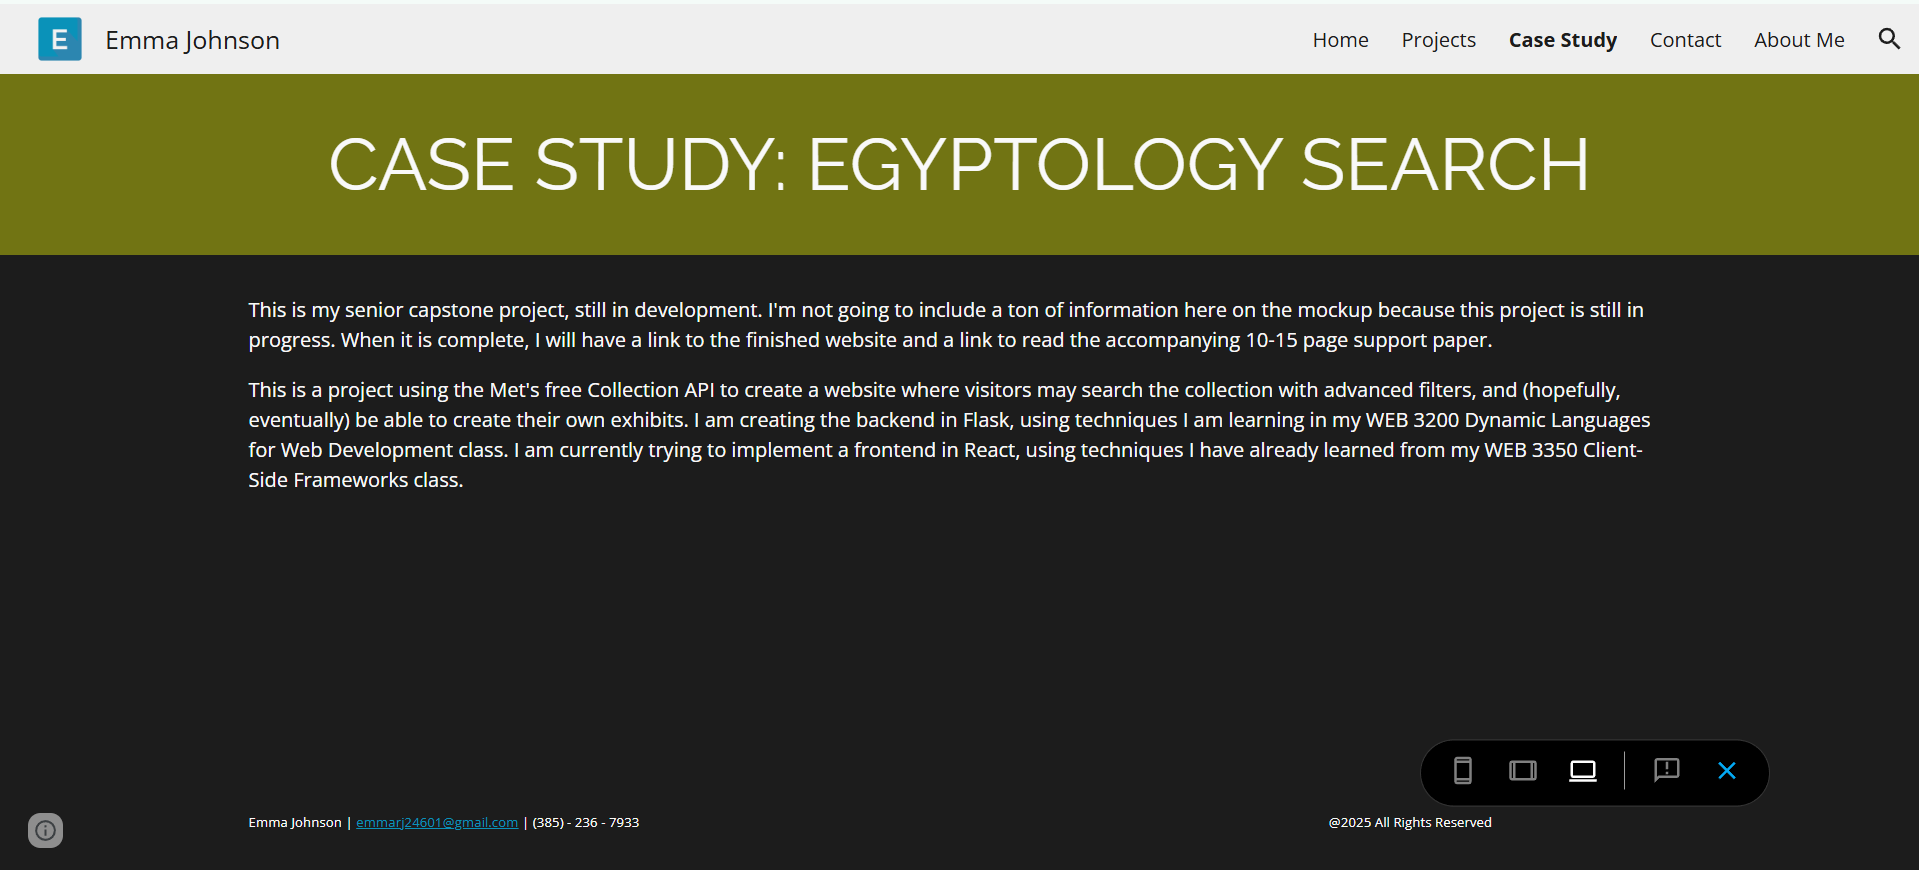 E Emma Johnson Home Projects Case Study Contact About Me
CASE STUDY: EGYPTOLOGY SEARCH
This is my senior capstone project, still in development. I'm not going to include a ton of information here on the mockup because this project is still in
progress. When it is complete, I will have a link to the finished website and a link to read the accompanying 10-15 page support paper.
This is a project using the Met's free Collection API to create a website where visitors may search the collection with advanced filters, and (hopefully,
eventually) be able to create their own exhibits. I am creating the backend in Flask, using techniques I am learning in my WEB 3200 Dynamic Languages
for Web Development class. I am currently trying to implement a frontend in React, using techniques I have already learned from my WEB 3350 Client-
Side Frameworks class.
Emma Johnson | emmarj24601@gmail.com | (385) - 236 - 7933 @2025 All Rights Reserved